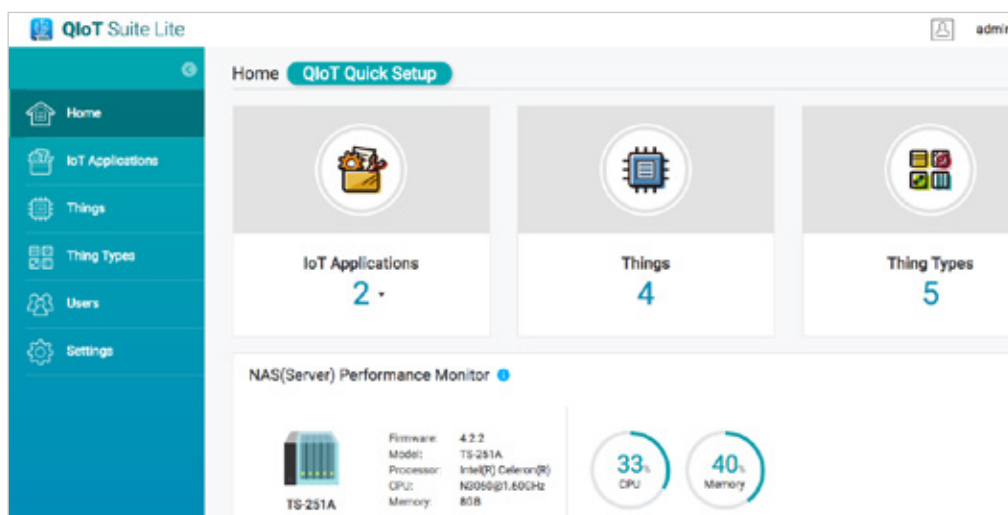 QIoT Suite Lite
admin
Home QIoT Quick Setup
Home
IoT Applications
Things
Thing Types
Users
Settings
IoT Applications
2
Things
4
Thing Types
5
NAS(Server) Performance Monitor
TS-251A
Firmware: 4.2.2
Model: TS-251A
Processor: Intel(R) Celeron(R)
CPU: N3060@1.60GHz
Memory: 8GB
33%
CPU
40%
Memory